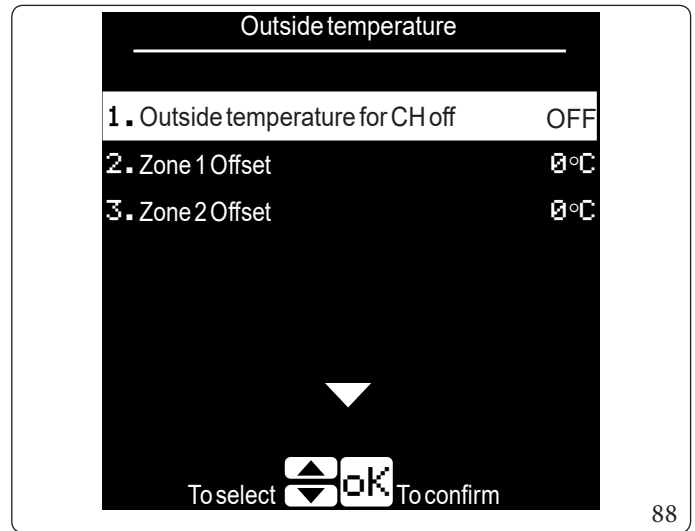 Outside temperature
1. Outside temperature for CH off OFF
2. Zone 1 Offset 0°C
3. Zone 2 Offset 0°C
To select oK To confirm
88